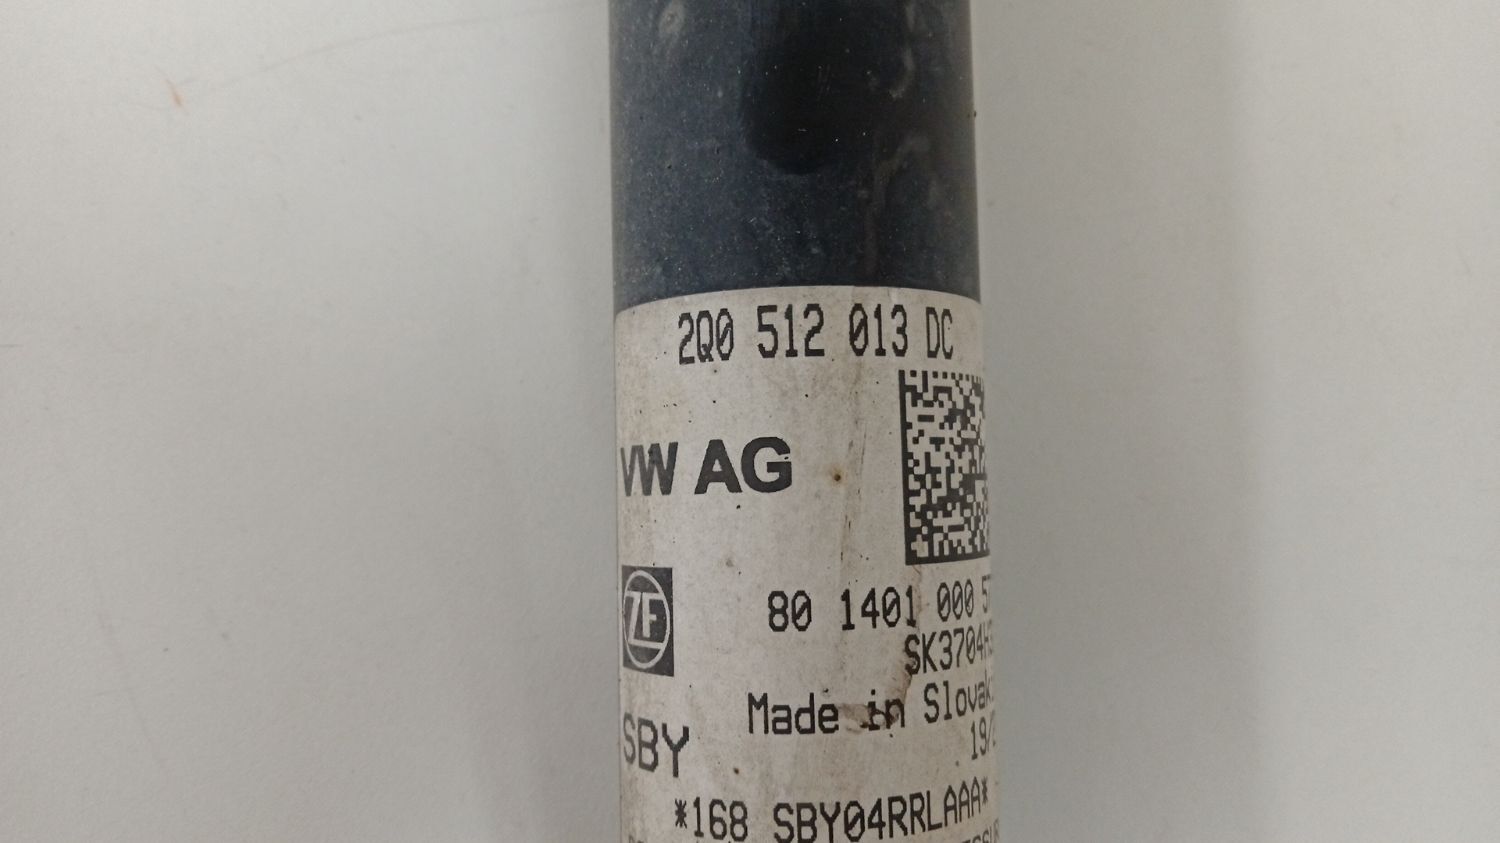 2Q0 512 013 DC
VW AG
ZF
80 1401 000
Made in
SBY
*168 SBY04RRLAAA*